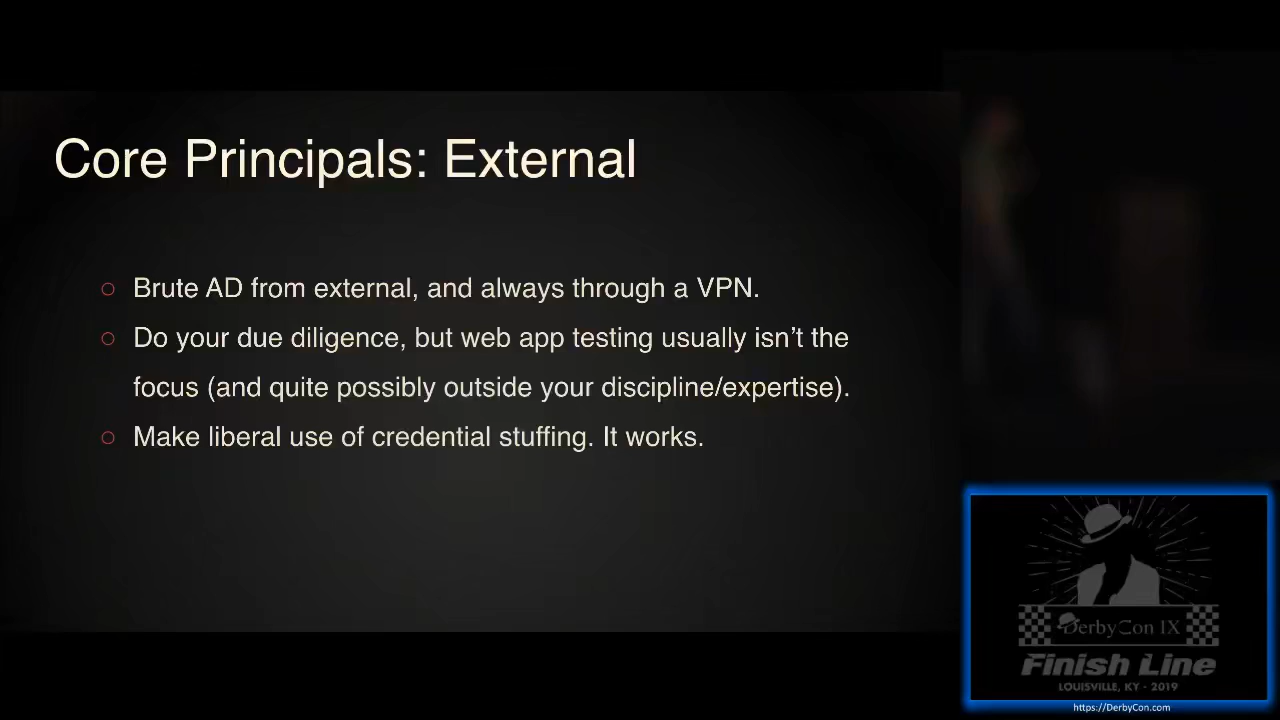 Core Principals: External
○ Brute AD from external, and always through a VPN.
○ Do your due diligence, but web app testing usually isn’t the
focus (and quite possibly outside your discipline/expertise).
○ Make liberal use of credential stuffing. It works.
DerbyCon IX
Finish Line
LOUISVILLE, KY - 2019
https://DerbyCon.com